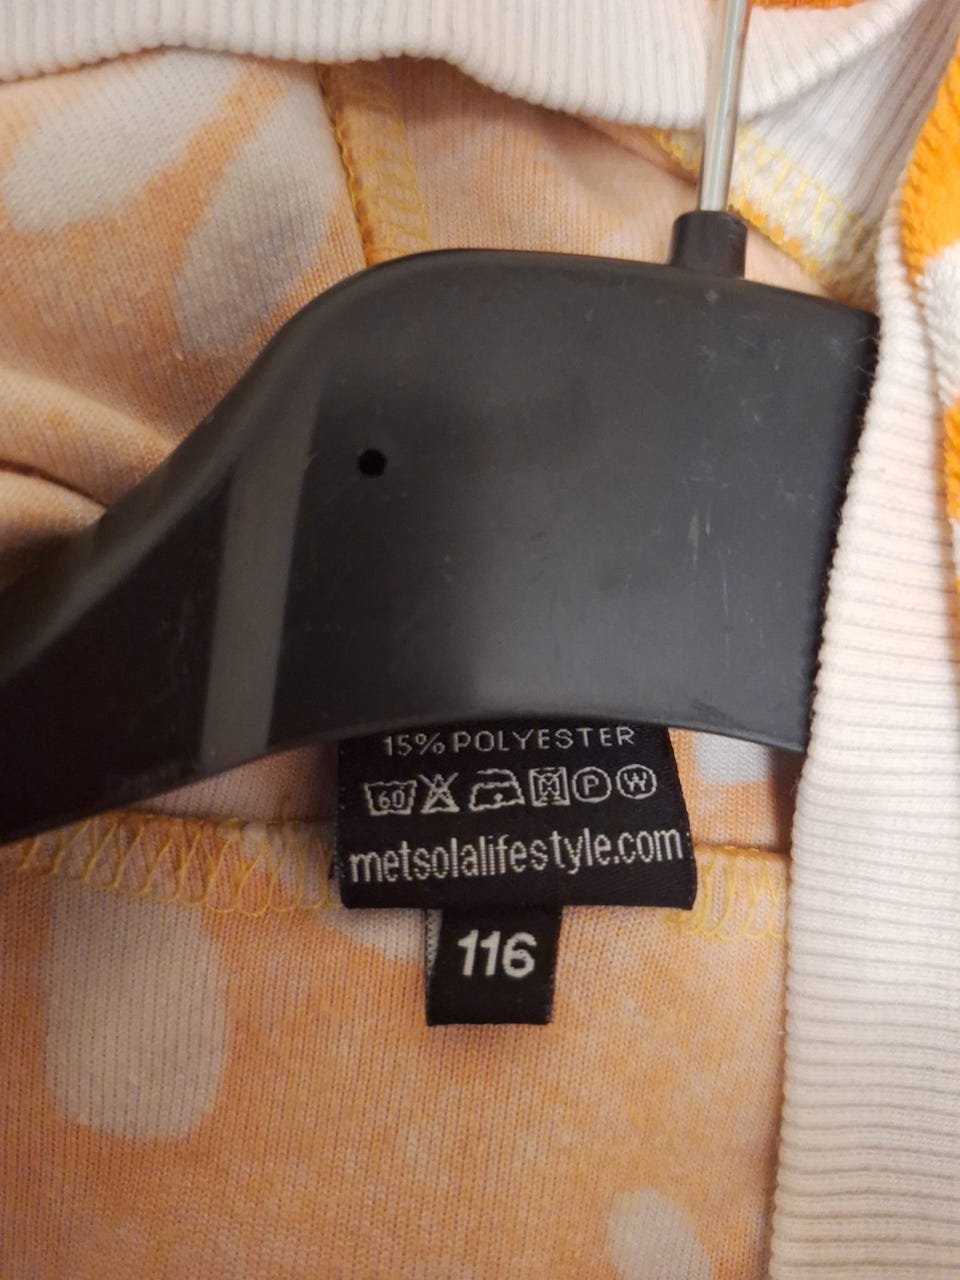 15% POLYESTER
60 P W
metsolalifestyle.com
116